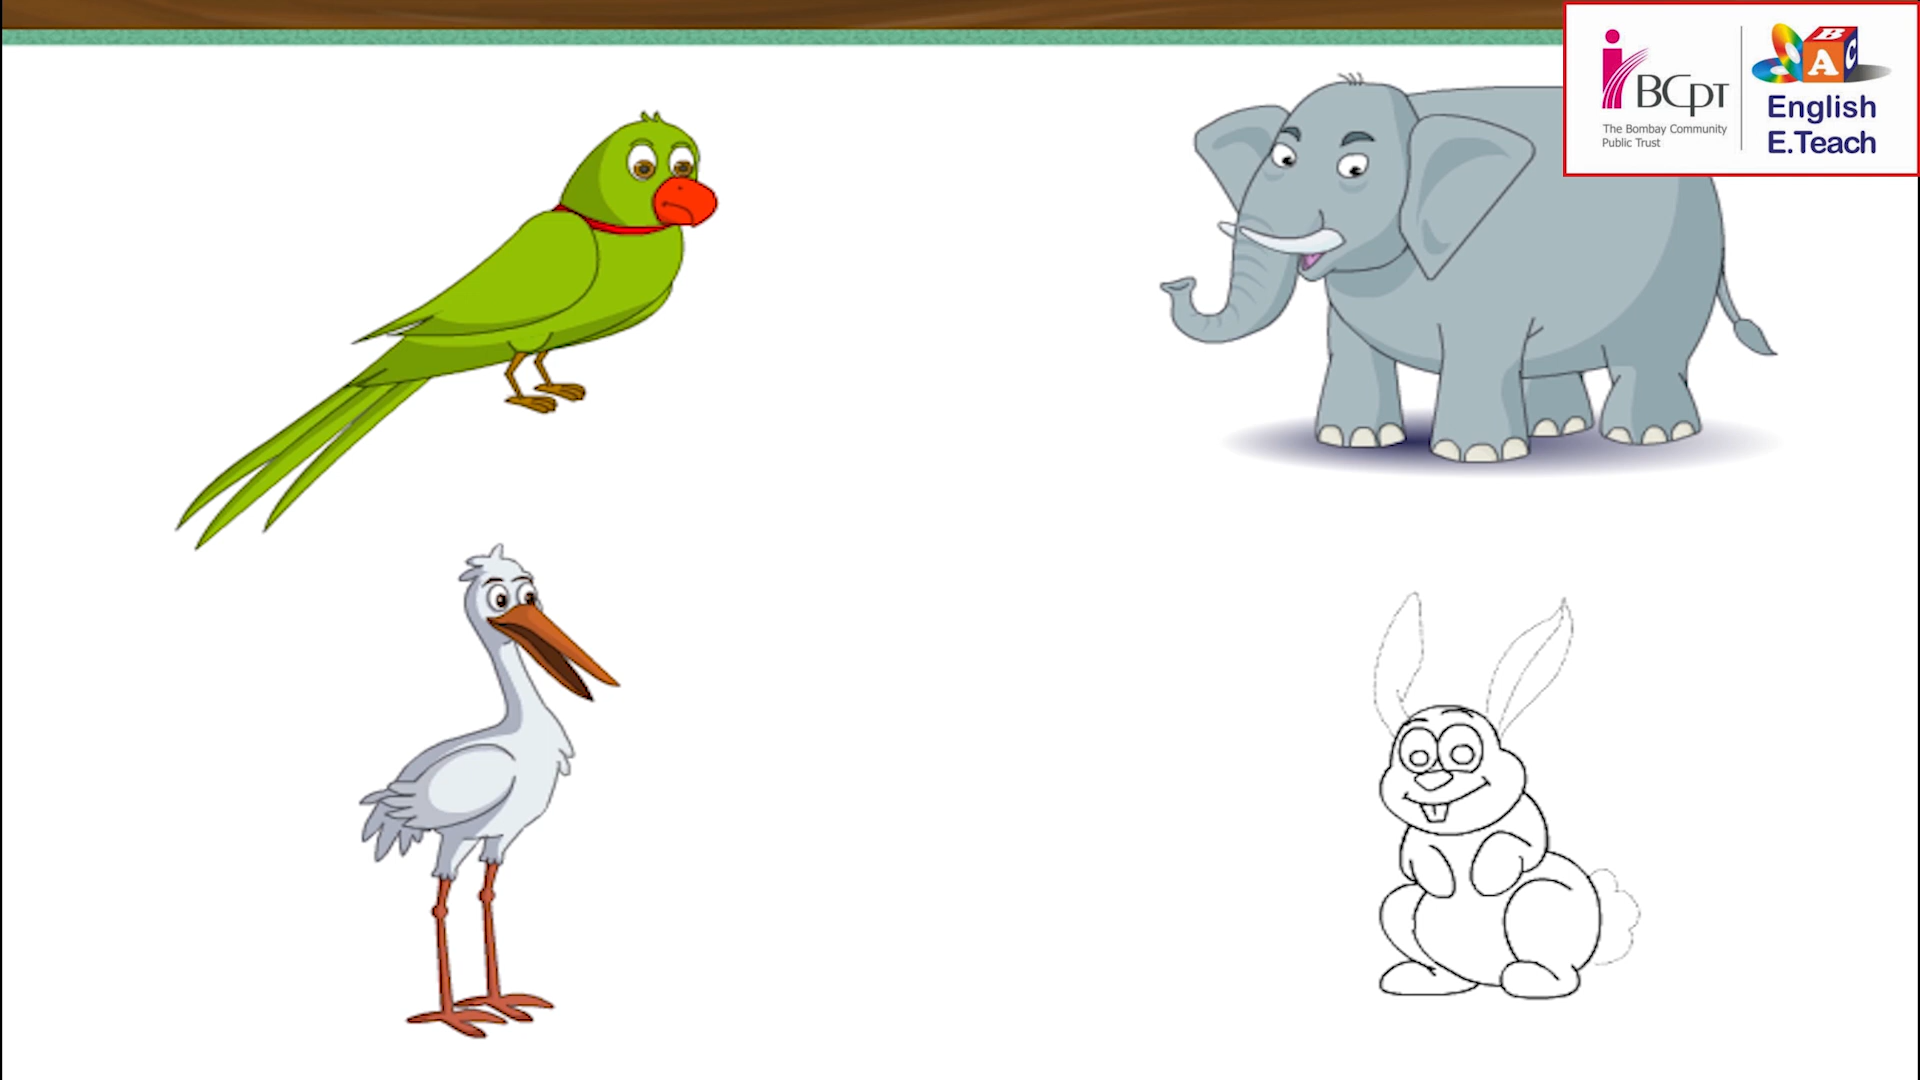 BCpt
The Bombay Community
Public Trust
B
A C
English
E.Teach